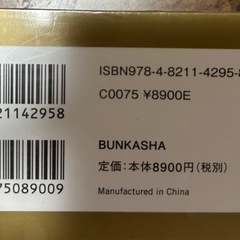 ISBN978-4-8211-4295-8
C0075 ¥8900E
21142958
BUNKASHA
定価：本体8900円（税別）
75089009
Manufactured in China